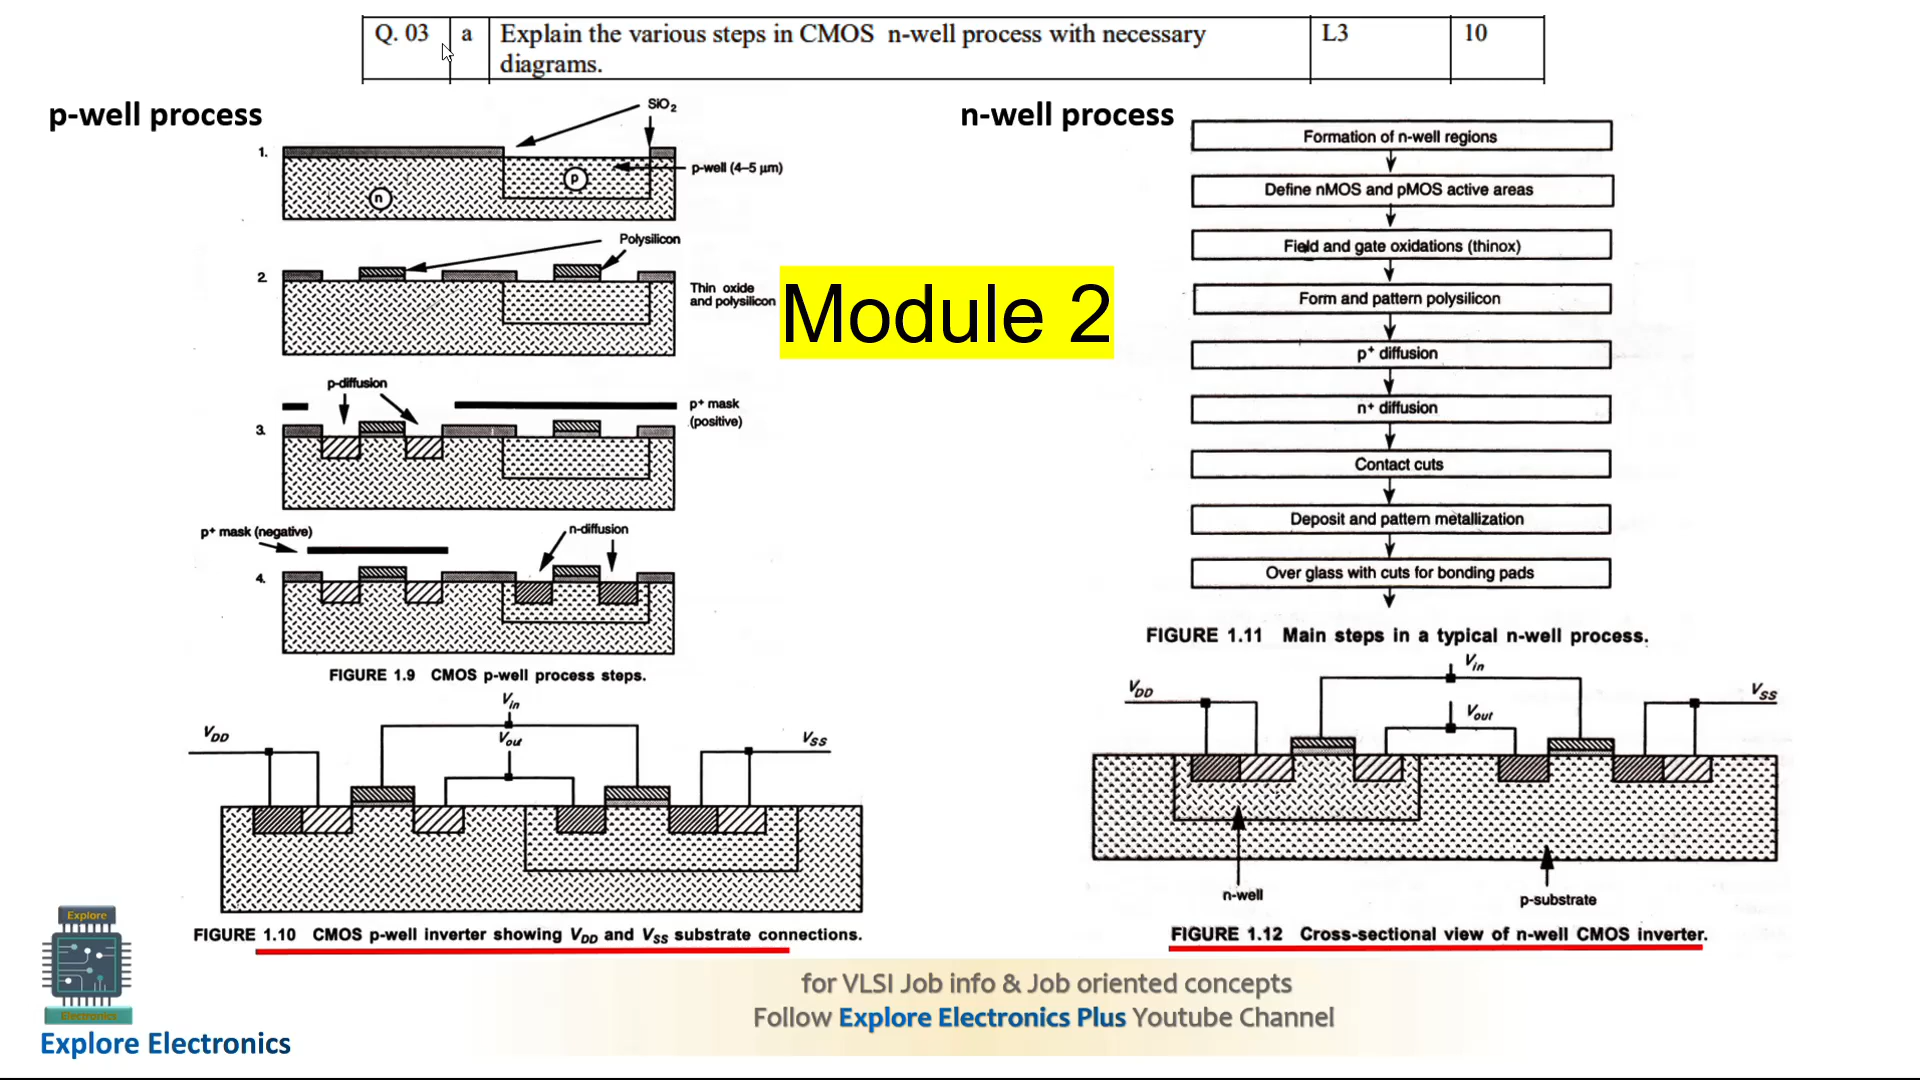 Q. 03
a
Explain the various steps in CMOS n-well process with necessary
diagrams.
L3
10
p-well process
SiO2
1.
p-well (4–5 µm)
p
n
Polysilicon
2.
Thin oxide
and polysilicon
p-diffusion
p+ mask
(positive)
3.
p+ mask (negative)
n-diffusion
4.
FIGURE 1.9 CMOS p-well process steps.
Vin
VDD
Vout
VSS
FIGURE 1.10 CMOS p-well inverter showing VDD and VSS substrate connections.
Module 2
n-well process
Formation of n-well regions
Define nMOS and pMOS active areas
Field and gate oxidations (thinox)
Form and pattern polysilicon
p+ diffusion
n+ diffusion
Contact cuts
Deposit and pattern metallization
Over glass with cuts for bonding pads
FIGURE 1.11 Main steps in a typical n-well process.
Vin
VDD
VSS
Vout
n-well
p-substrate
FIGURE 1.12 Cross-sectional view of n-well CMOS inverter.
Explore
Electronics
Explore Electronics
for VLSI Job info & Job oriented concepts
Follow Explore Electronics Plus Youtube Channel